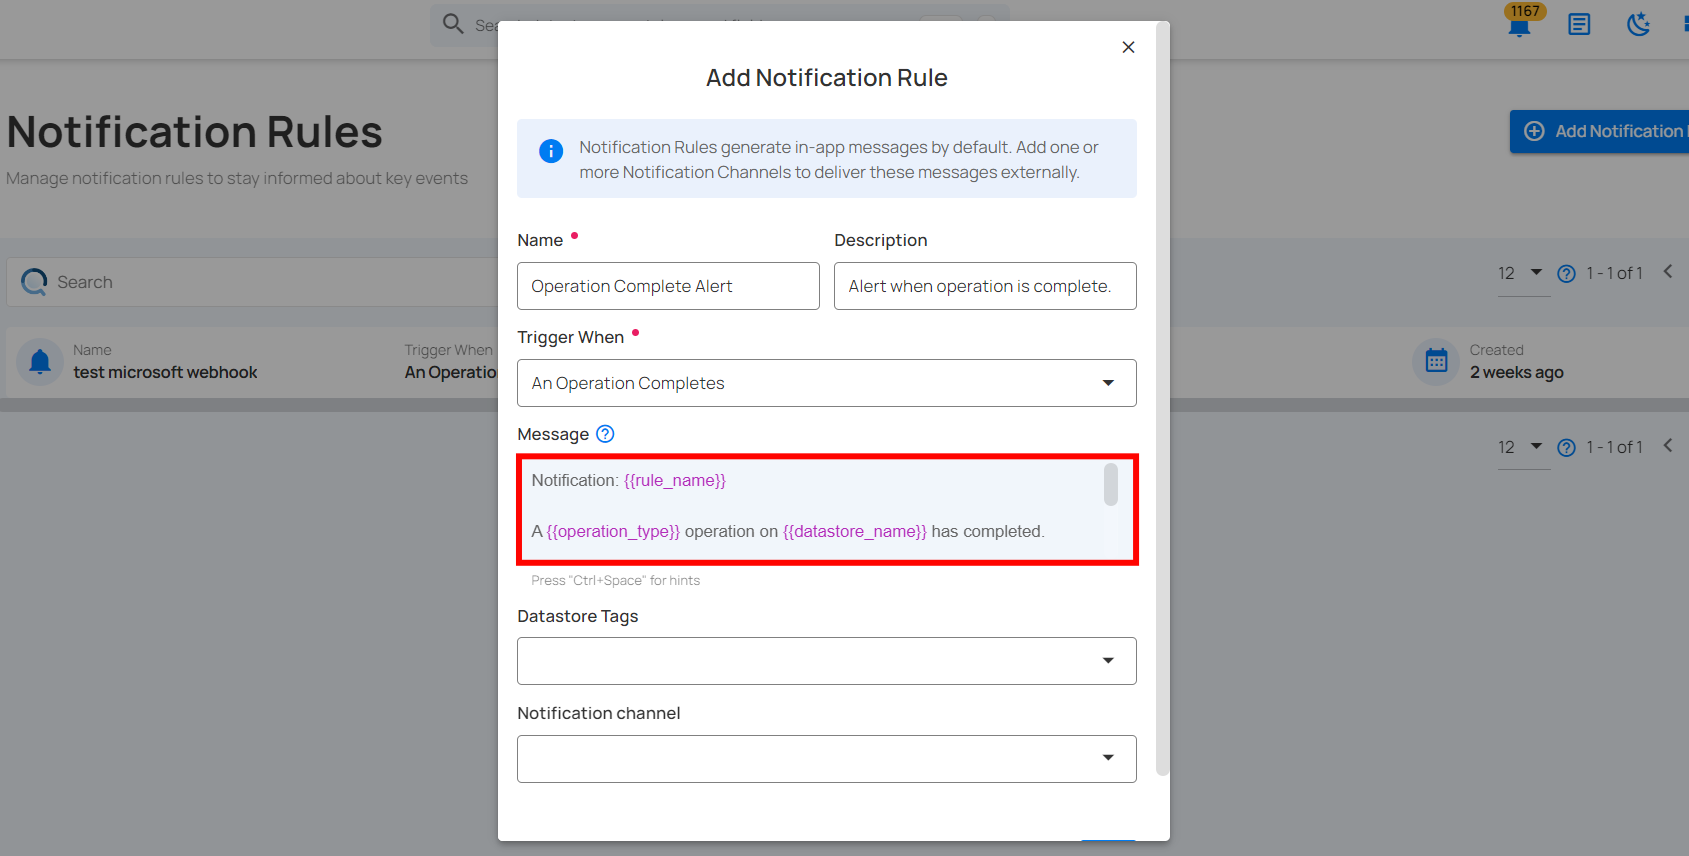 1167
Add Notification Rule
Notification Rules
Add Notification
Manage notification rules to stay informed about key events
Notification Rules generate in-app messages by default. Add one or
more Notification Channels to deliver these messages externally.
Name
Description
Operation Complete Alert
Alert when operation is complete.
Search
12
1 - 1 of 1
Trigger When
An Operation Completes
Name
test microsoft webhook
Trigger When
An Operatio
Created
2 weeks ago
Message
Notification: {{rule_name}}
A {{operation_type}} operation on {{datastore_name}} has completed.
12
1 - 1 of 1
Press "Ctrl+Space" for hints
Datastore Tags
Notification channel